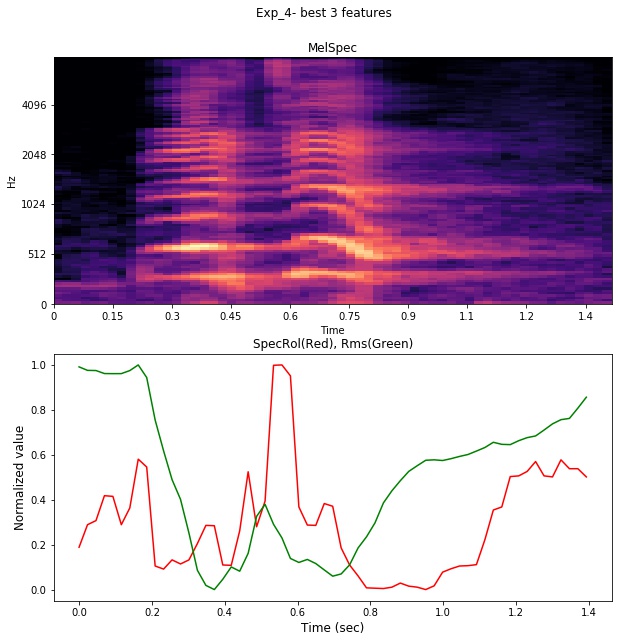 Exp_4- best 3 features
MelSpec
4096
2048
1024
512
0
Hz
0 0.15 0.3 0.45 0.6 0.75 0.9 1.1 1.2 1.4
Time
SpecRol(Red), Rms(Green)
1.0
0.8
0.6
0.4
0.2
0.0
Normalized value
0.0 0.2 0.4 0.6 0.8 1.0 1.2 1.4
Time (sec)